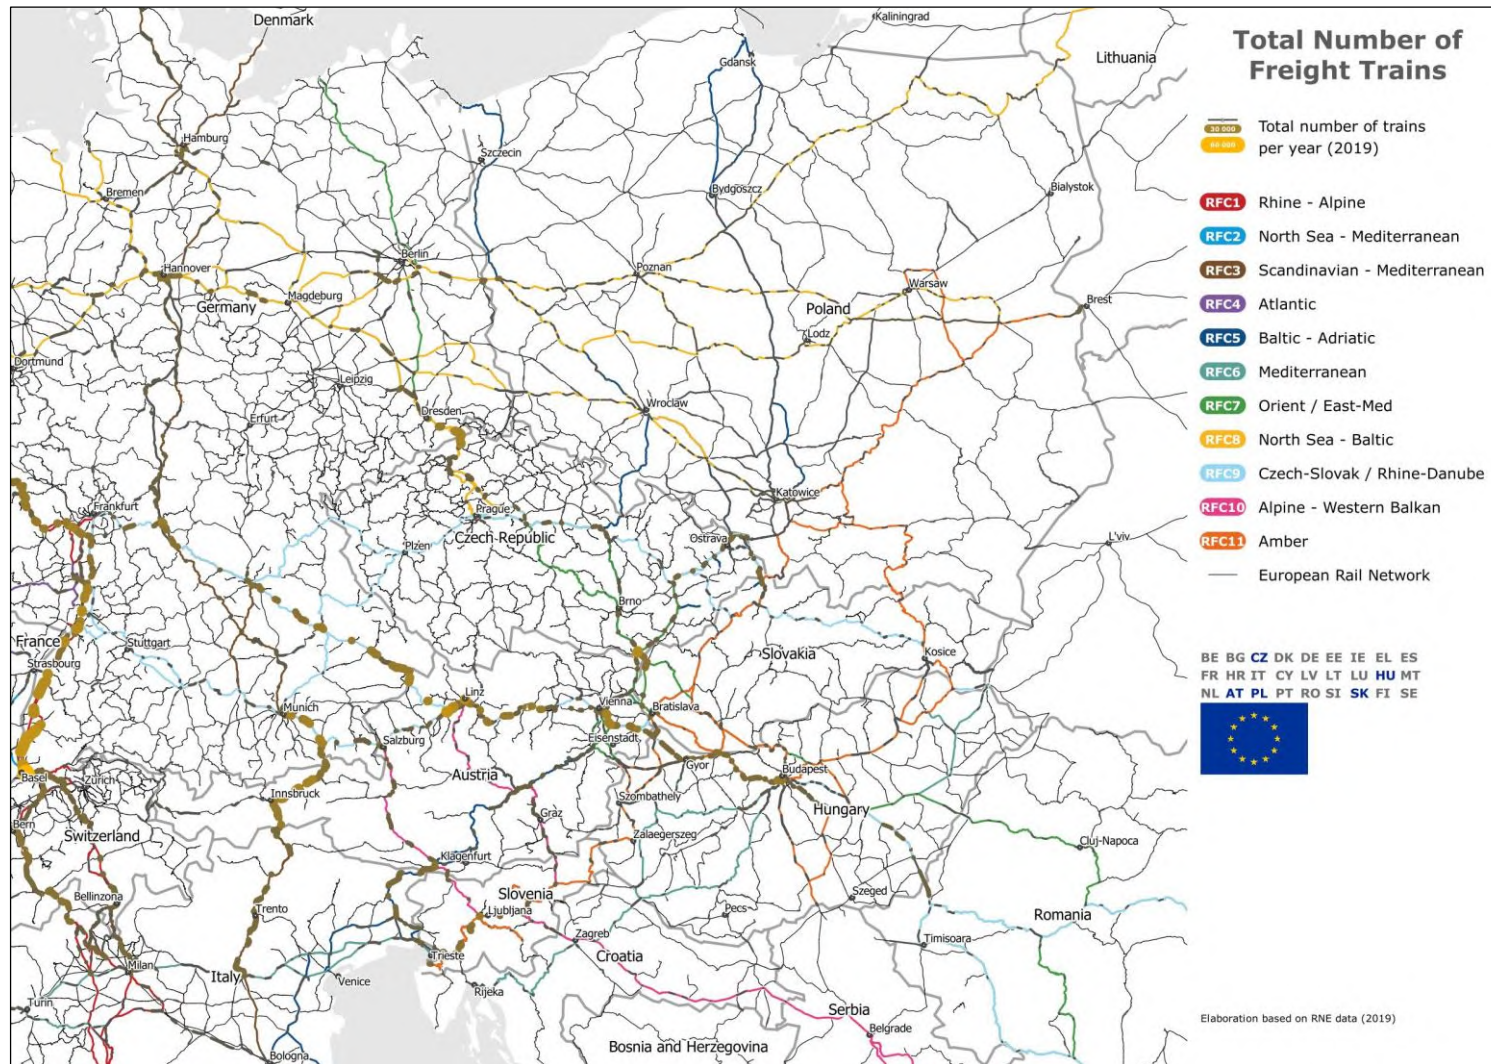 Total Number of
Freight Trains
30 000
60 000
Total number of trains
per year (2019)
RFC1 Rhine - Alpine
RFC2 North Sea - Mediterranean
RFC3 Scandinavian - Mediterranean
RFC4 Atlantic
RFC5 Baltic - Adriatic
RFC6 Mediterranean
RFC7 Orient / East-Med
RFC8 North Sea - Baltic
RFC9 Czech-Slovak / Rhine-Danube
RFC10 Alpine - Western Balkan
RFC11 Amber
European Rail Network
BE BG CZ DK DE EE IE EL ES
FR HR IT CY LV LT LU HU MT
NL AT PL PT RO SI SK FI SE
Elaboration based on RNE data (2019)
Denmark
Kaliningrad
Lithuania
Gdansk
Hamburg
Szczecin
Bremen
Bydgoszcz
Bialystok
Berlin
Hannover
Poznan
Germany
Magdeburg
Warsaw
Poland
Brest
Lodz
Dortmund
Leipzig
Dresden
Wroclaw
Erfurt
Katowice
Frankfurt
Prague
Czech Republic
Ostrava
Plzen
L'viv
Brno
France
Stuttgart
Slovakia
Kosice
Strasbourg
Linz
Munich
Vienna
Bratislava
Salzburg
Eisenstadt
Gyor
Basel
Zurich
Austria
Budapest
Innsbruck
Szombathely
Hungary
Bern
Graz
Switzerland
Zalaegerszeg
Cluj-Napoca
Klagenfurt
Bellinzona
Slovenia
Szeged
Trento
Ljubljana
Pecs
Romania
Zagreb
Timisoara
Trieste
Croatia
Milan
Italy
Venice
Rijeka
Turin
Serbia
Belgrade
Bologna
Bosnia and Herzegovina